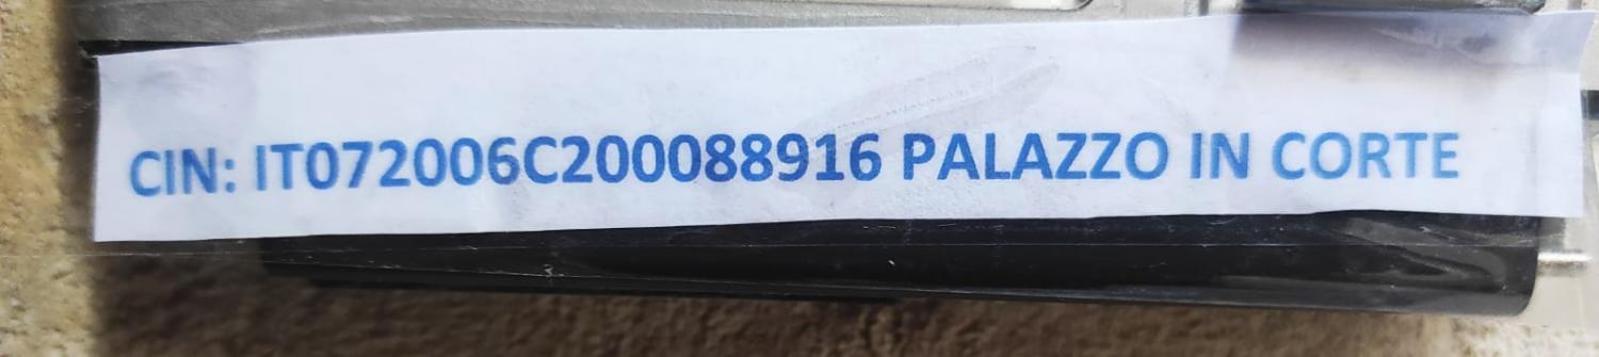 CIN: IT072006C200088916 PALAZZO IN CORTE